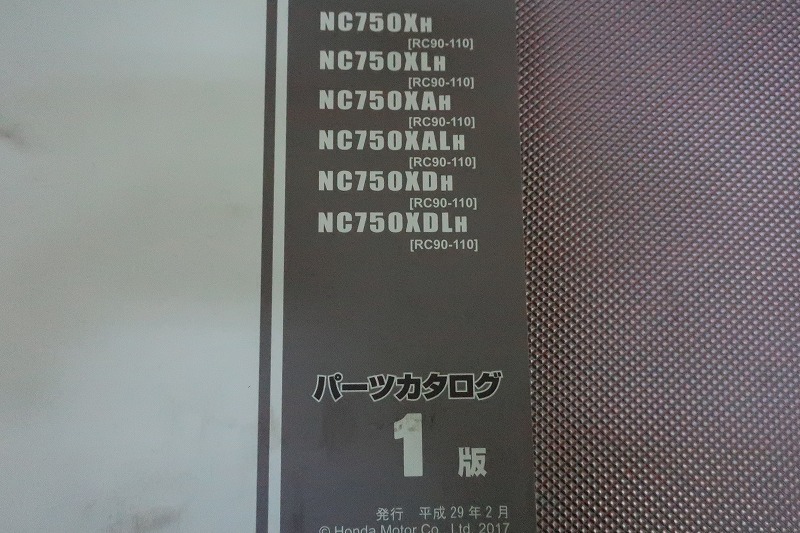 NC750XH
[RC90-110]
NC750XLH
[RC90-110]
NC750XAH
[RC90-110]
NC750XALH
[RC90-110]
NC750XDH
[RC90-110]
NC750XDLH
[RC90-110]
パーツカタログ
1版
発行 平成29年2月
© Honda Motor Co., Ltd. 2017